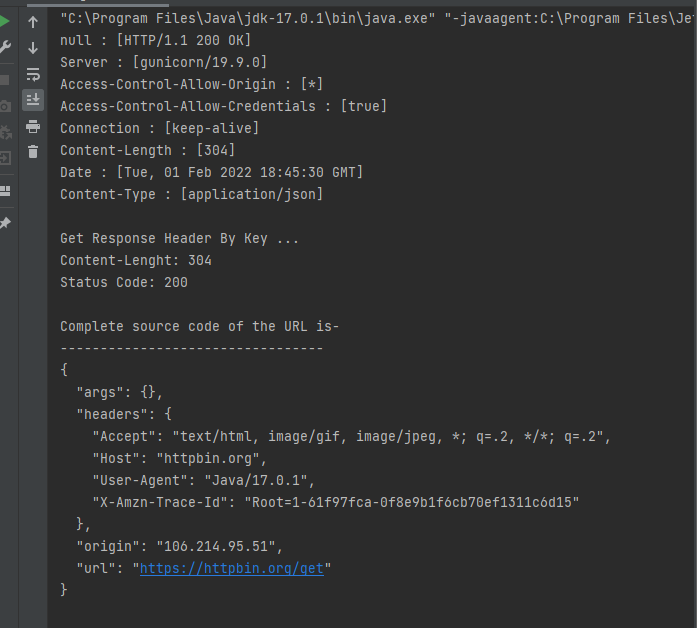 "C:\Program Files\Java\jdk-17.0.1\bin\java.exe" "-javaagent:C:\Program Files\Je
null : [HTTP/1.1 200 OK]
Server : [gunicorn/19.9.0]
Access-Control-Allow-Origin : [*]
Access-Control-Allow-Credentials : [true]
Connection : [keep-alive]
Content-Length : [304]
Date : [Tue, 01 Feb 2022 18:45:30 GMT]
Content-Type : [application/json]
Get Response Header By Key ...
Content-Lenght: 304
Status Code: 200
Complete source code of the URL is-
---------------------------------
{
  "args": {},
  "headers": {
    "Accept": "text/html, image/gif, image/jpeg, *; q=.2, */*; q=.2",
    "Host": "httpbin.org",
    "User-Agent": "Java/17.0.1",
    "X-Amzn-Trace-Id": "Root=1-61f97fca-0f8e9b1f6cb70ef1311c6d15"
  },
  "origin": "106.214.95.51",
  "url": "https://httpbin.org/get"
}